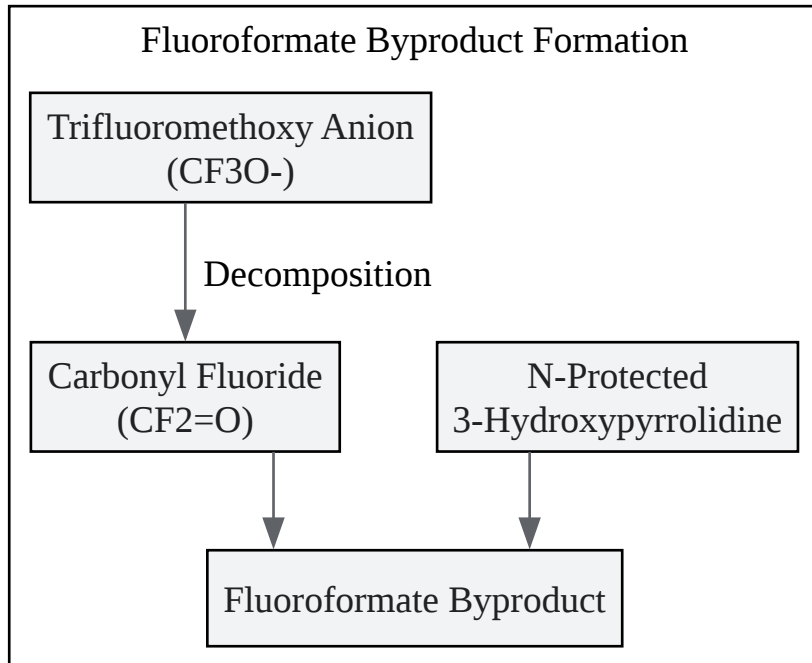 Fluoroformate Byproduct Formation
Trifluoromethoxy Anion
(CF3O-)
Decomposition
Carbonyl Fluoride
(CF2=O)
N-Protected
3-Hydroxypyrrolidine
Fluoroformate Byproduct